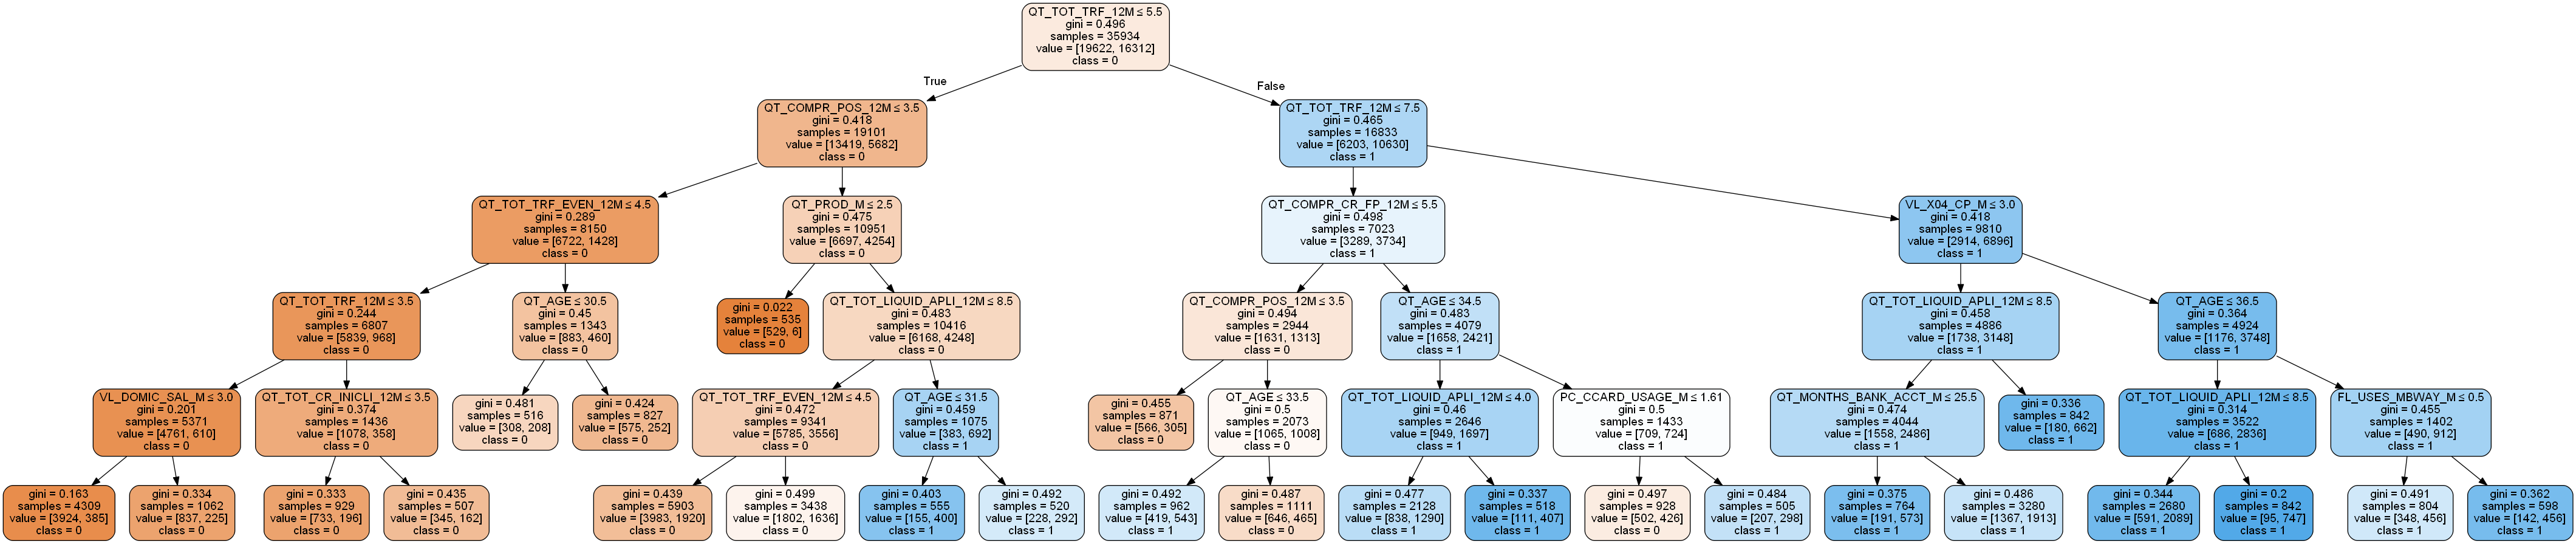 QT_TOT_TRF_12M ≤ 5.5
gini = 0.496
samples = 35934
value = [19622, 16312]
class = 0
True
False
QT_COMPR_POS_12M ≤ 3.5
gini = 0.418
samples = 19101
value = [13419, 5682]
class = 0
QT_TOT_TRF_12M ≤ 7.5
gini = 0.465
samples = 16833
value = [6203, 10630]
class = 1
QT_TOT_TRF_EVEN_12M ≤ 4.5
gini = 0.289
samples = 8150
value = [6722, 1428]
class = 0
QT_PROD_M ≤ 2.5
gini = 0.475
samples = 10951
value = [6697, 4254]
class = 0
QT_COMPR_CR_FP_12M ≤ 5.5
gini = 0.498
samples = 7023
value = [3289, 3734]
class = 1
VL_X04_CP_M ≤ 3.0
gini = 0.418
samples = 9810
value = [2914, 6896]
class = 1
QT_TOT_TRF_12M ≤ 3.5
gini = 0.244
samples = 6807
value = [5839, 968]
class = 0
QT_AGE ≤ 30.5
gini = 0.45
samples = 1343
value = [883, 460]
class = 0
gini = 0.022
samples = 535
value = [529, 6]
class = 0
QT_TOT_LIQUID_APLI_12M ≤ 8.5
gini = 0.483
samples = 10416
value = [6168, 4248]
class = 0
QT_COMPR_POS_12M ≤ 3.5
gini = 0.494
samples = 2944
value = [1631, 1313]
class = 0
QT_AGE ≤ 34.5
gini = 0.483
samples = 4079
value = [1658, 2421]
class = 1
QT_TOT_LIQUID_APLI_12M ≤ 8.5
gini = 0.458
samples = 4886
value = [1738, 3148]
class = 1
QT_AGE ≤ 36.5
gini = 0.364
samples = 4924
value = [1176, 3748]
class = 1
VL_DOMIC_SAL_M ≤ 3.0
gini = 0.201
samples = 5371
value = [4761, 610]
class = 0
QT_TOT_CR_INICLI_12M ≤ 3.5
gini = 0.374
samples = 1436
value = [1078, 358]
class = 0
gini = 0.481
samples = 516
value = [308, 208]
class = 0
gini = 0.424
samples = 827
value = [575, 252]
class = 0
QT_TOT_TRF_EVEN_12M ≤ 4.5
gini = 0.472
samples = 9341
value = [5785, 3556]
class = 0
QT_AGE ≤ 31.5
gini = 0.459
samples = 1075
value = [383, 692]
class = 1
gini = 0.455
samples = 871
value = [566, 305]
class = 0
QT_AGE ≤ 33.5
gini = 0.5
samples = 2073
value = [1065, 1008]
class = 0
QT_TOT_LIQUID_APLI_12M ≤ 4.0
gini = 0.46
samples = 2646
value = [949, 1697]
class = 1
PC_CCARD_USAGE_M ≤ 1.61
gini = 0.5
samples = 1433
value = [709, 724]
class = 1
QT_MONTHS_BANK_ACCT_M ≤ 25.5
gini = 0.474
samples = 4044
value = [1558, 2486]
class = 1
gini = 0.336
samples = 842
value = [180, 662]
class = 1
QT_TOT_LIQUID_APLI_12M ≤ 8.5
gini = 0.314
samples = 3522
value = [686, 2836]
class = 1
FL_USES_MBWAY_M ≤ 0.5
gini = 0.455
samples = 1402
value = [490, 912]
class = 1
gini = 0.163
samples = 4309
value = [3924, 385]
class = 0
gini = 0.334
samples = 1062
value = [837, 225]
class = 0
gini = 0.333
samples = 929
value = [733, 196]
class = 0
gini = 0.435
samples = 507
value = [345, 162]
class = 0
gini = 0.439
samples = 5903
value = [3983, 1920]
class = 0
gini = 0.499
samples = 3438
value = [1802, 1636]
class = 0
gini = 0.403
samples = 555
value = [155, 400]
class = 1
gini = 0.492
samples = 520
value = [228, 292]
class = 1
gini = 0.492
samples = 962
value = [419, 543]
class = 1
gini = 0.487
samples = 1111
value = [646, 465]
class = 0
gini = 0.477
samples = 2128
value = [838, 1290]
class = 1
gini = 0.337
samples = 518
value = [111, 407]
class = 1
gini = 0.497
samples = 928
value = [502, 426]
class = 0
gini = 0.484
samples = 505
value = [207, 298]
class = 1
gini = 0.375
samples = 764
value = [191, 573]
class = 1
gini = 0.486
samples = 3280
value = [1367, 1913]
class = 1
gini = 0.344
samples = 2680
value = [591, 2089]
class = 1
gini = 0.2
samples = 842
value = [95, 747]
class = 1
gini = 0.491
samples = 804
value = [348, 456]
class = 1
gini = 0.362
samples = 598
value = [142, 456]
class = 1